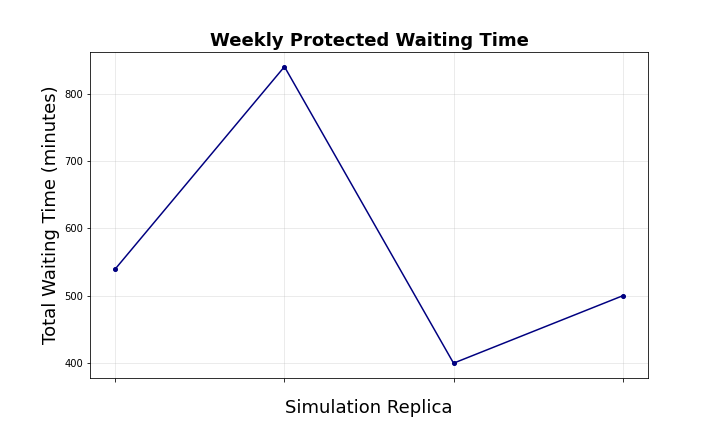 Weekly Protected Waiting Time
Total Waiting Time (minutes)
800
700
600
500
400
Simulation Replica